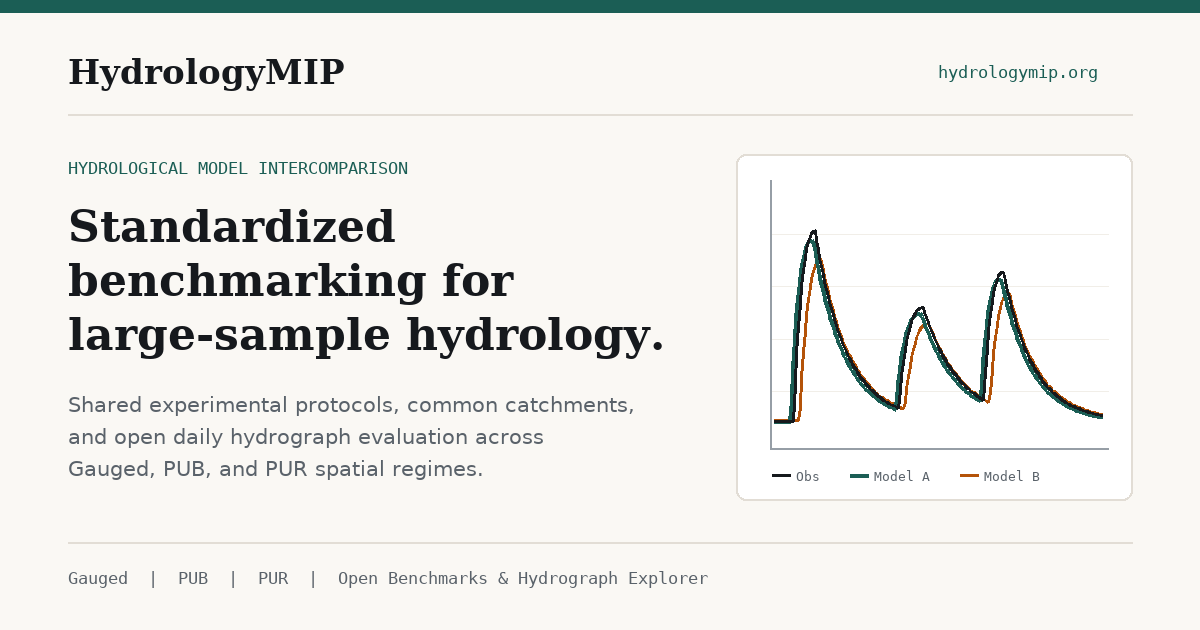 HydrologyMIP
hydrologymip.org
HYDROLOGICAL MODEL INTERCOMPARISON
Standardized
benchmarking for
large-sample hydrology.
Shared experimental protocols, common catchments,
and open daily hydrograph evaluation across
Gauged, PUB, and PUR spatial regimes.
Obs Model A Model B
Gauged | PUB | PUR | Open Benchmarks & Hydrograph Explorer